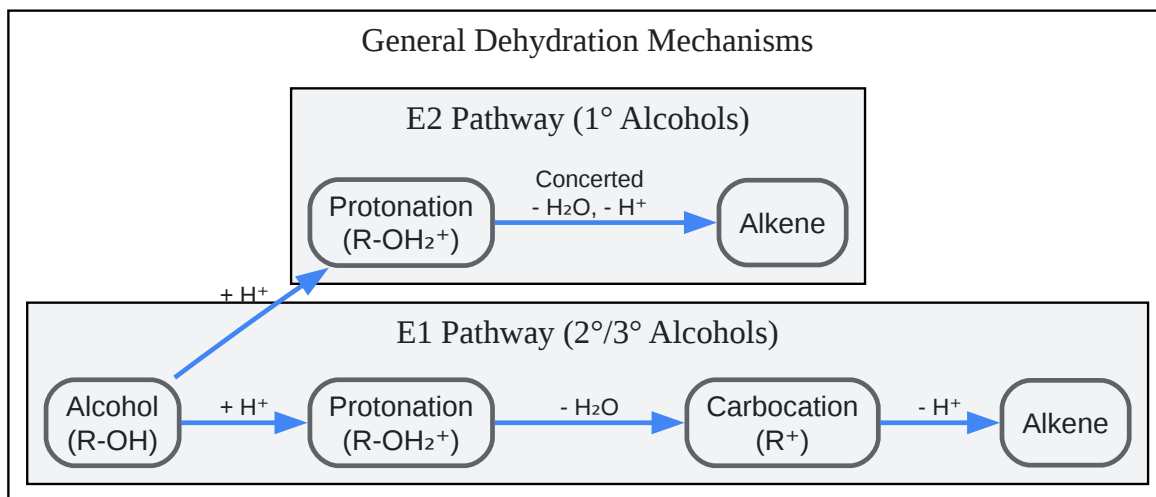 General Dehydration Mechanisms
E2 Pathway (1° Alcohols)
Protonation
(R-OH₂⁺)
Concerted
- H₂O, - H⁺
Alkene
+ H⁺
E1 Pathway (2°/3° Alcohols)
Alcohol
(R-OH)
+ H⁺
Protonation
(R-OH₂⁺)
- H₂O
Carbocation
(R⁺)
- H⁺
Alkene